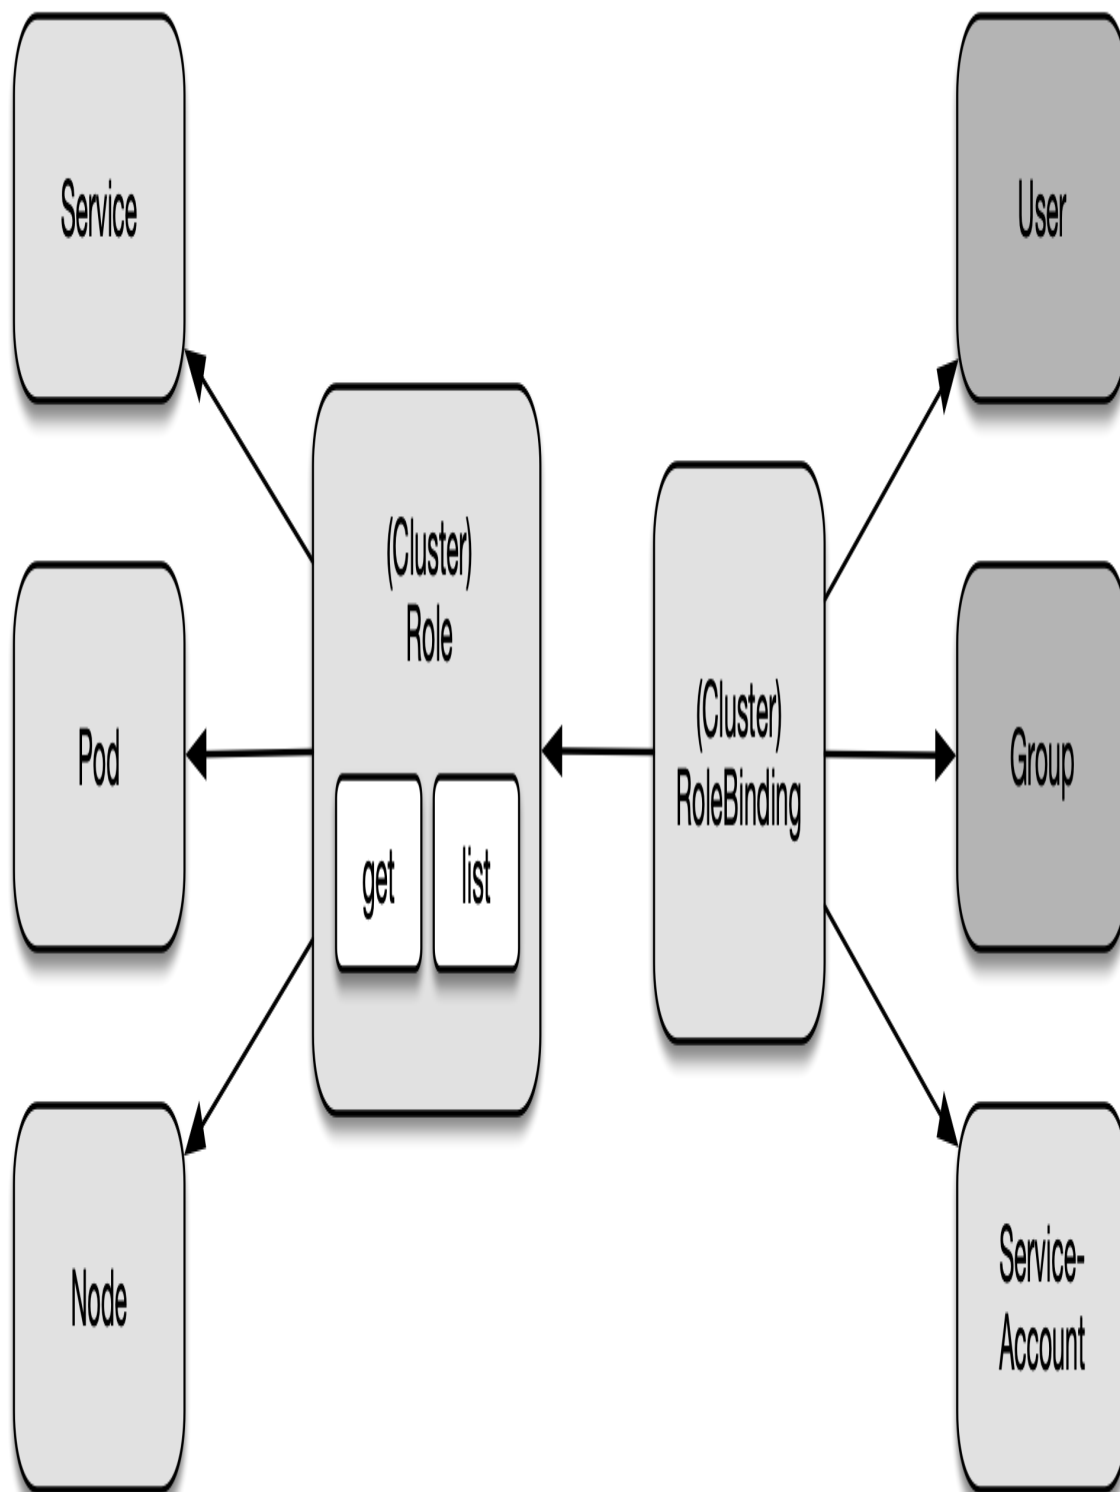 Service
User
(Cluster)
Role
(Cluster)
RoleBinding
Pod
Group
get
list
Node
Service-
Account